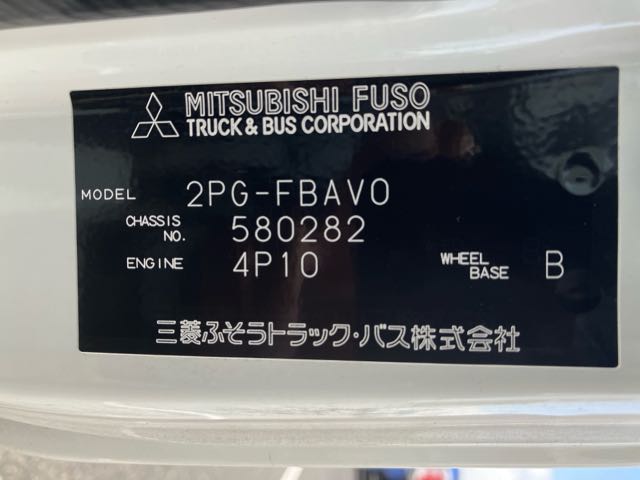 MITSUBISHI FUSO
TRUCK & BUS CORPORATION
MODEL 2PG-FBAV0
CHASSIS NO. 580282
ENGINE 4P10 WHEEL BASE B
三菱ふそうトラック・バス株式会社